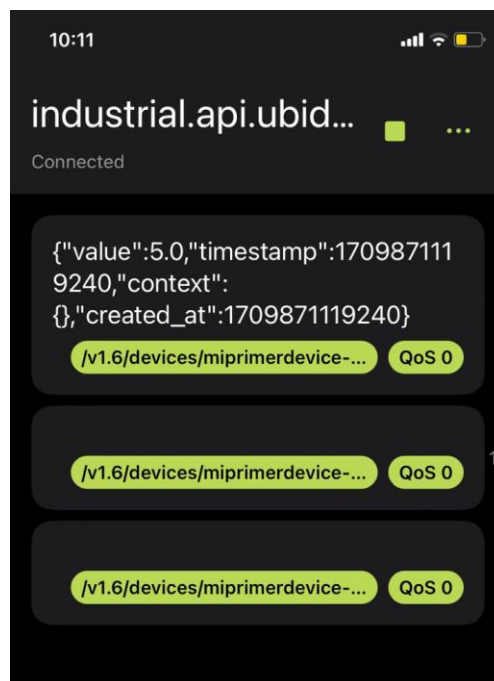 10:11
industrial.api.ubid...
Connected
{"value":5.0,"timestamp":170987111
9240,"context":
{},"created_at":1709871119240}
/v1.6/devices/miprimerdevice-... QoS 0
/v1.6/devices/miprimerdevice-... QoS 0
/v1.6/devices/miprimerdevice-... QoS 0